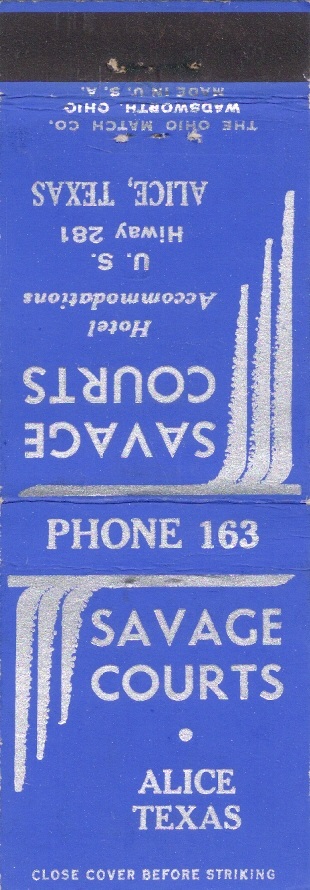 THE OHIO MATCH CO.
WADSWORTH, OHIO
MADE IN U. S. A.
SAVAGE
COURTS
Hotel
Accommodations
U. S.
Hiway 281
ALICE, TEXAS
PHONE 163
SAVAGE
COURTS
ALICE
TEXAS
CLOSE COVER BEFORE STRIKING